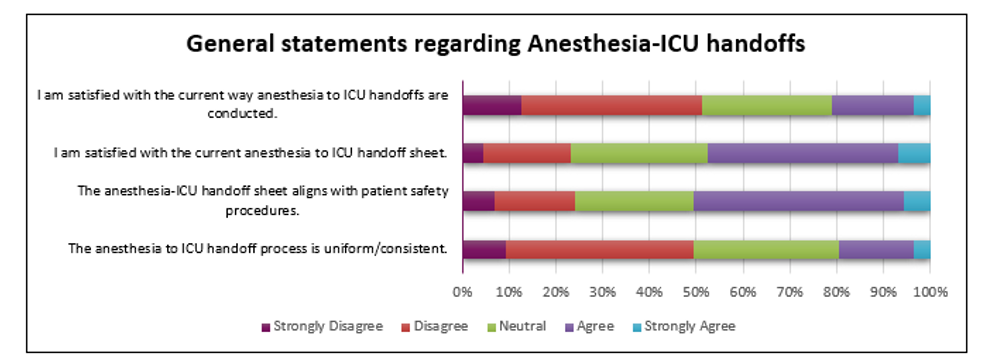 General statements regarding Anesthesia-ICU handoffs
I am satisfied with the current way anesthesia to ICU handoffs are
conducted.
I am satisfied with the current anesthesia to ICU handoff sheet.
The anesthesia-ICU handoff sheet aligns with patient safety
procedures.
The anesthesia to ICU handoff process is uniform/consistent.
0% 10% 20% 30% 40% 50% 60% 70% 80% 90% 100%
Strongly Disagree Disagree Neutral Agree Strongly Agree